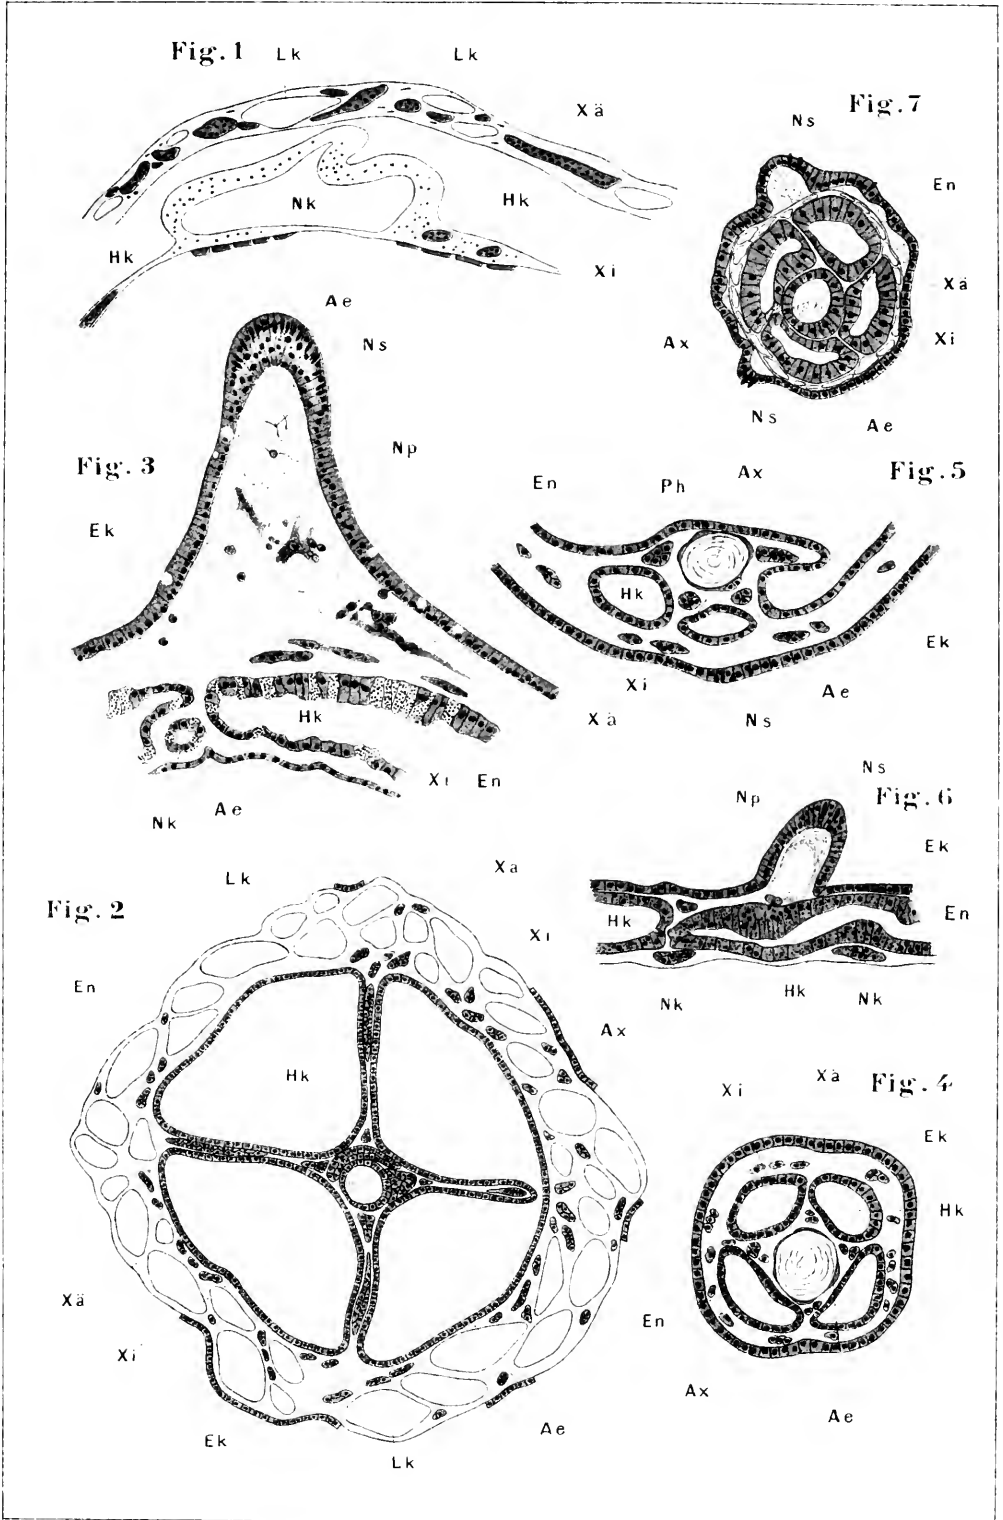 Fig. 1
Lk
Lk
Xä
Nk
Hk
Hk
Xi
Ae
Fig. 7
Ns
En
Xä
Xi
Ax
Ns
Ae
Fig. 3
Ns
Np
Ek
Hk
Xi
En
Ae
Nk
Fig. 5
En
Ph
Ax
Hk
Ek
Xi
Ae
Xä
Ns
Fig. 6
Ns
Np
Ek
Hk
En
Nk
Hk
Nk
Fig. 2
Lk
Xa
Xi
En
Ax
Hk
Xä
Xi
En
Ek
Lk
Ae
Fig. 4
Xi
Xä
Ek
Hk
Ax
Ae